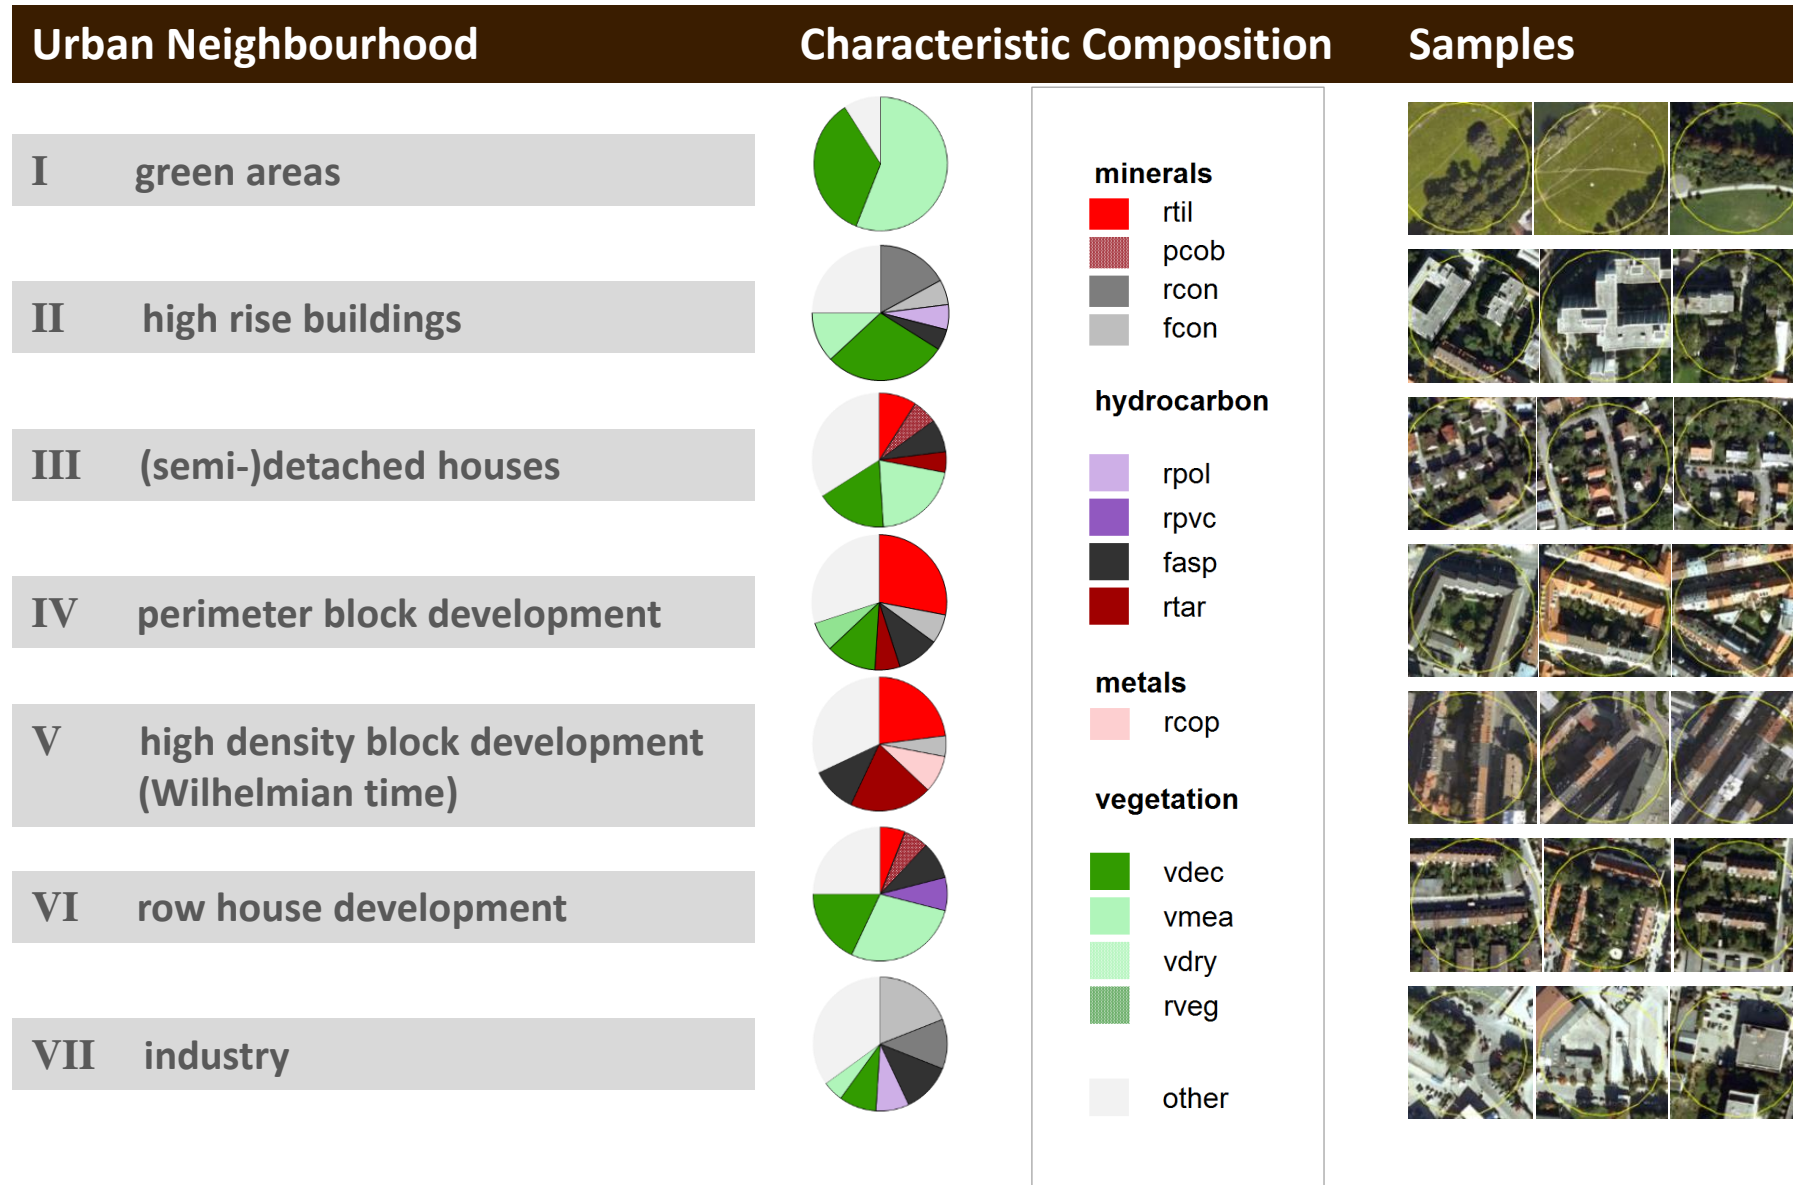 Urban Neighbourhood Characteristic Composition Samples
I green areas
II high rise buildings
III (semi-)detached houses
IV perimeter block development
V high density block development
(Wilhelmian time)
VI row house development
VII industry
minerals
rtil
pcob
rcon
fcon
hydrocarbon
rpol
rpvc
fasp
rtar
metals
rcop
vegetation
vdec
vmea
vdry
rveg
other